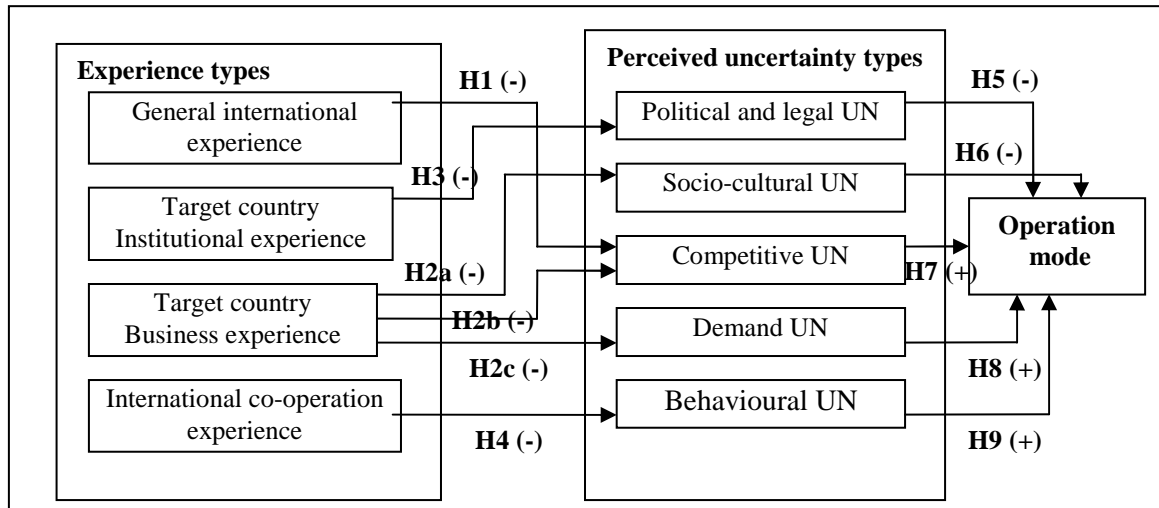 Experience types
General international
experience
Target country
Institutional experience
Target country
Business experience
International co-operation
experience
H1 (-)
H3 (-)
H2a (-)
H2b (-)
H2c (-)
H4 (-)
Perceived uncertainty types
Political and legal UN
Socio-cultural UN
Competitive UN
Demand UN
Behavioural UN
H5 (-)
H6 (-)
H7 (+)
H8 (+)
H9 (+)
Operation
mode